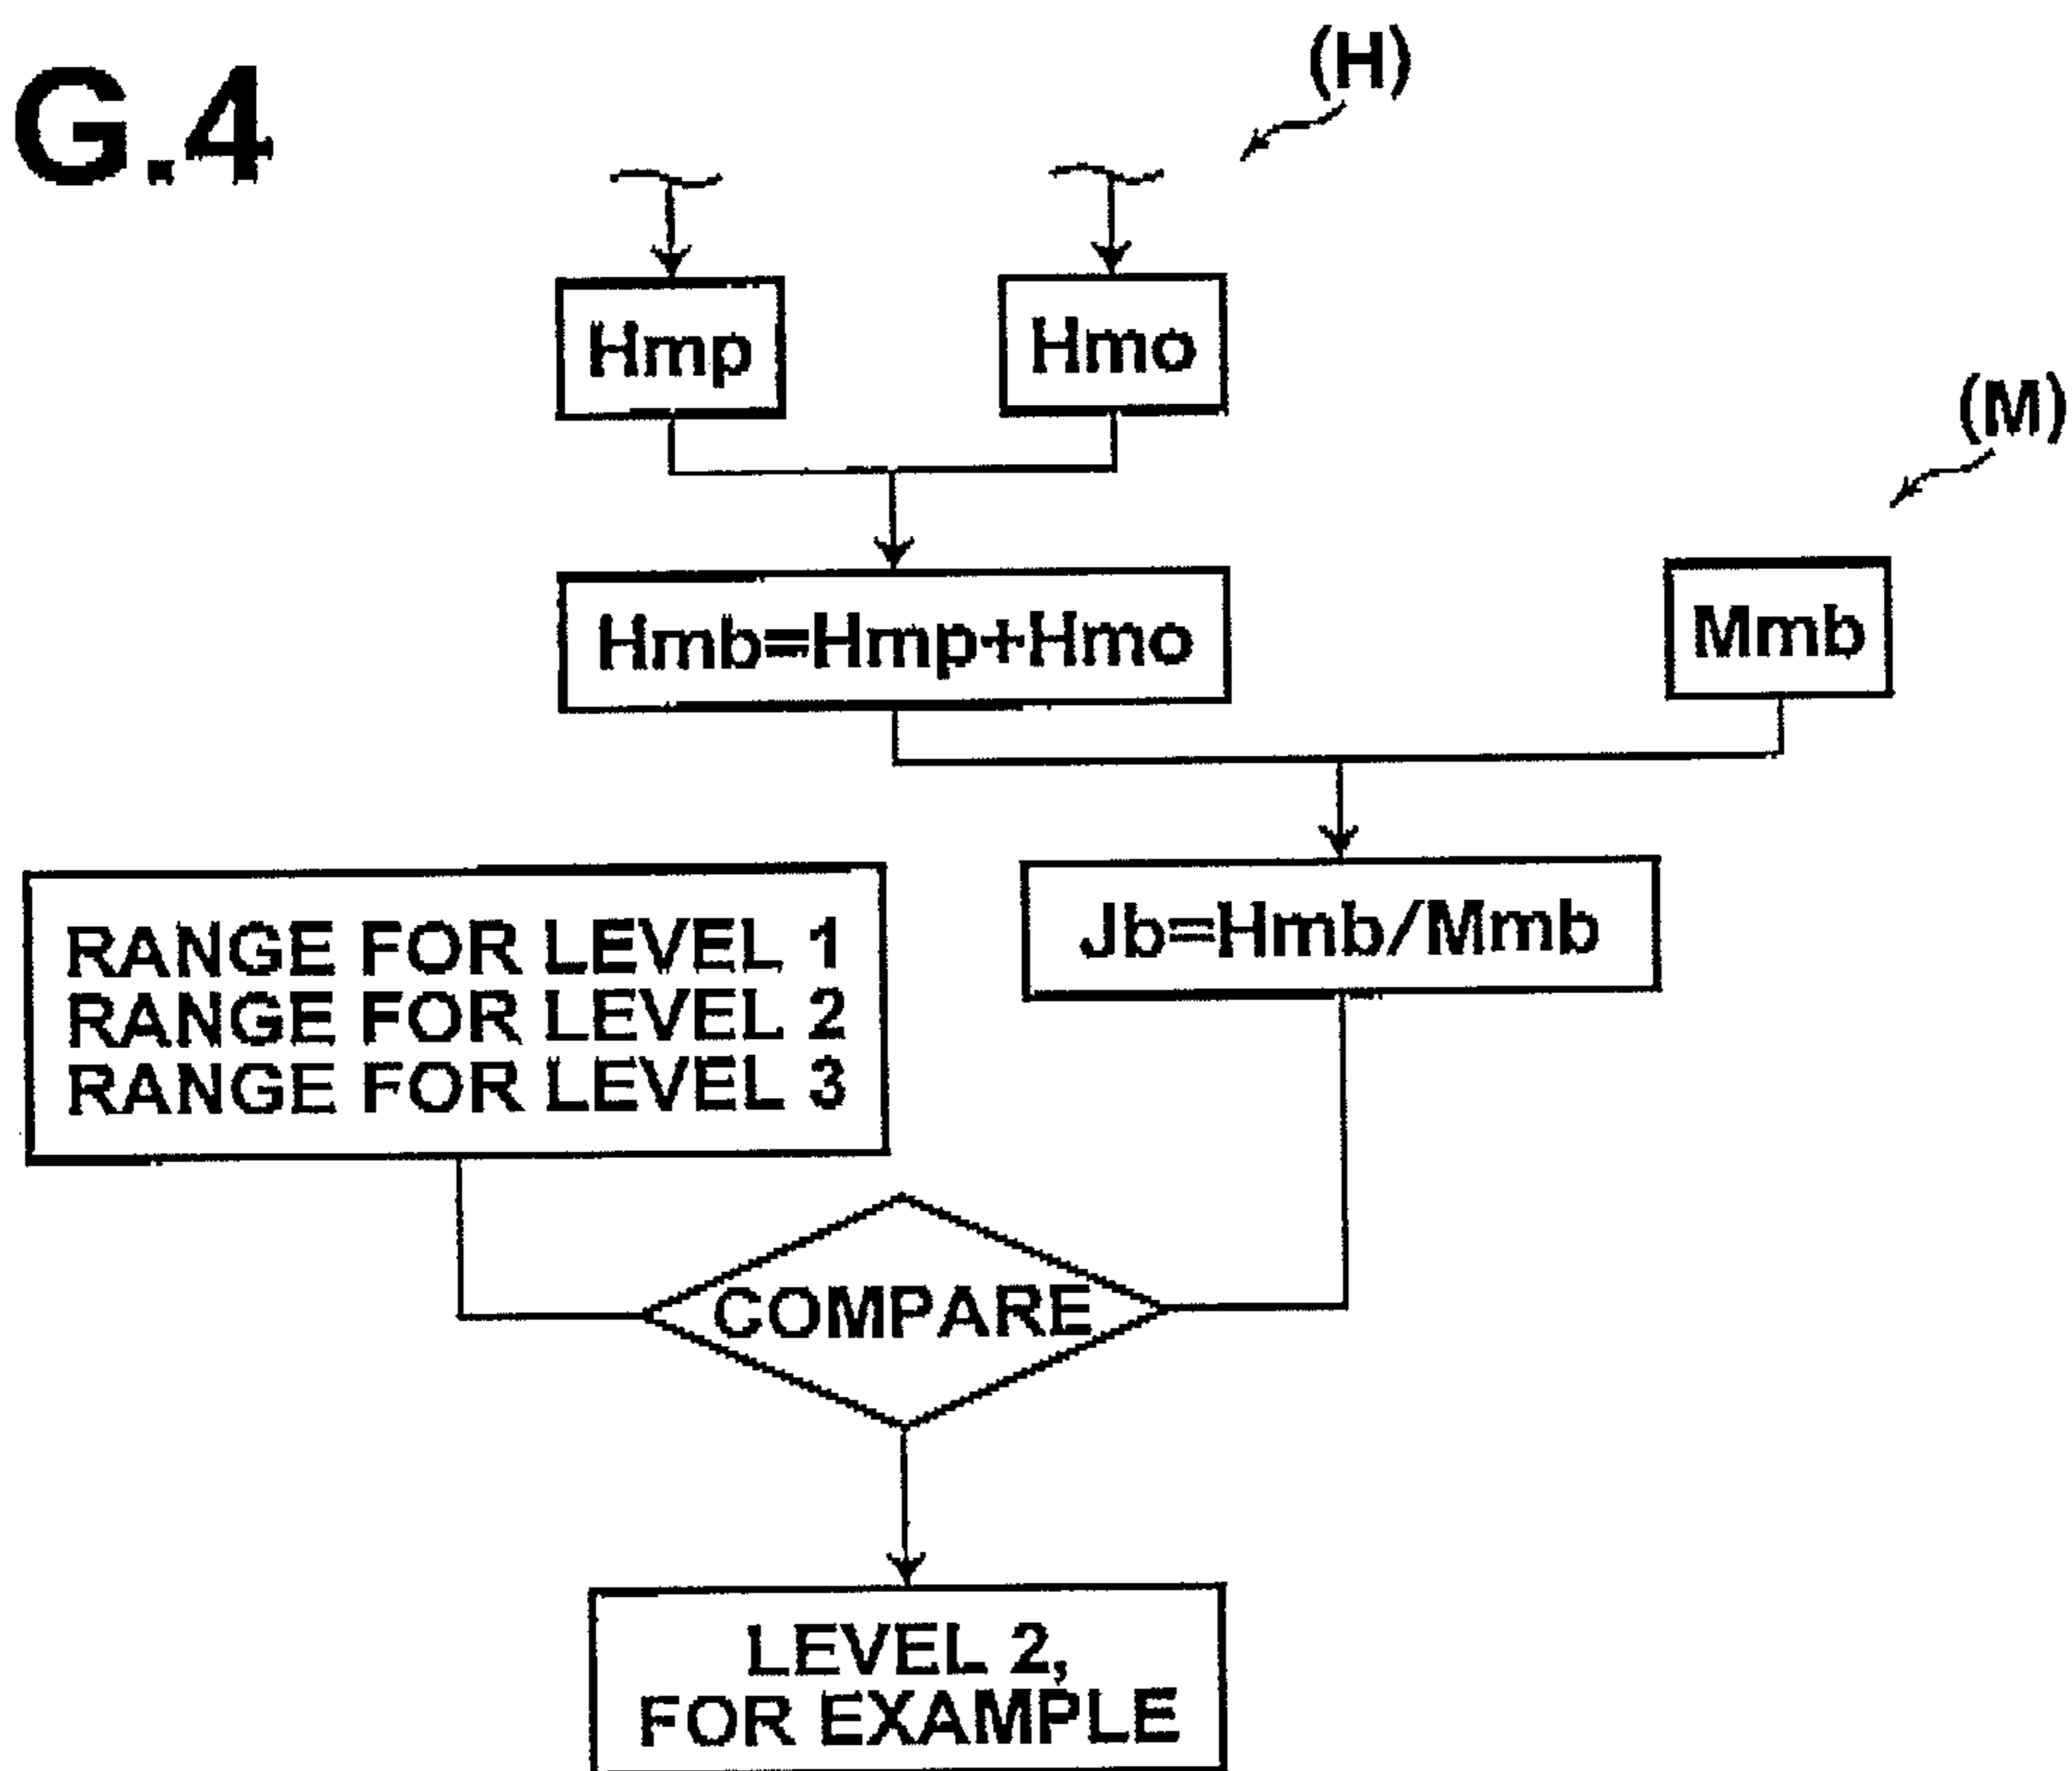 G.4
(H)
Hmp
Hmo
(M)
Hmb=Hmp+Hmo
Mmb
RANGE FOR LEVEL 1
RANGE FOR LEVEL 2
RANGE FOR LEVEL 3
Jb=Hmb/Mmb
COMPARE
LEVEL 2,
FOR EXAMPLE